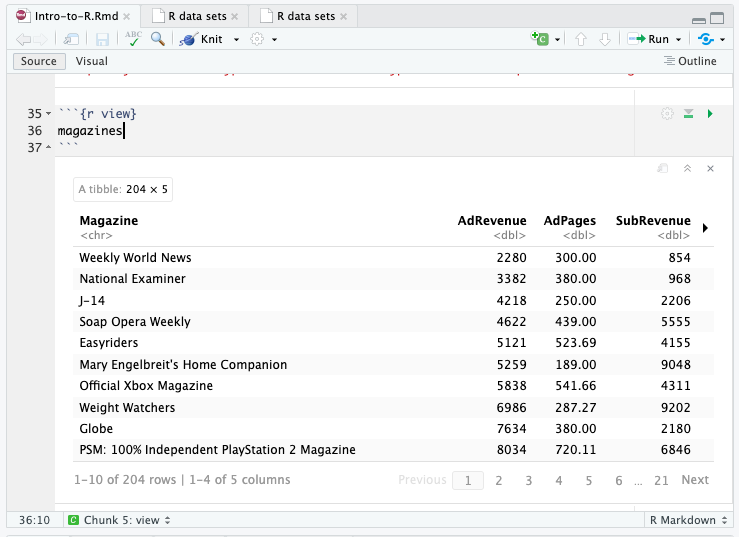 Intro-to-R.Rmd × R data sets × R data sets ×
ABC Knit Run
Source Visual Outline
35 ```{r view}
36 magazines
37 ```
A tibble: 204 × 5
Magazine AdRevenue AdPages SubRevenue
<chr> <dbl> <dbl> <dbl>
Weekly World News 2280 300.00 854
National Examiner 3382 380.00 968
J-14 4218 250.00 2206
Soap Opera Weekly 4622 439.00 5555
Easyriders 5121 523.69 4155
Mary Engelbreit's Home Companion 5259 189.00 9048
Official Xbox Magazine 5838 541.66 4311
Weight Watchers 6986 287.27 9202
Globe 7634 380.00 2180
PSM: 100% Independent PlayStation 2 Magazine 8034 720.11 6846
1-10 of 204 rows | 1-4 of 5 columns Previous 1 2 3 4 5 6 ... 21 Next
36:10 C Chunk 5: view R Markdown